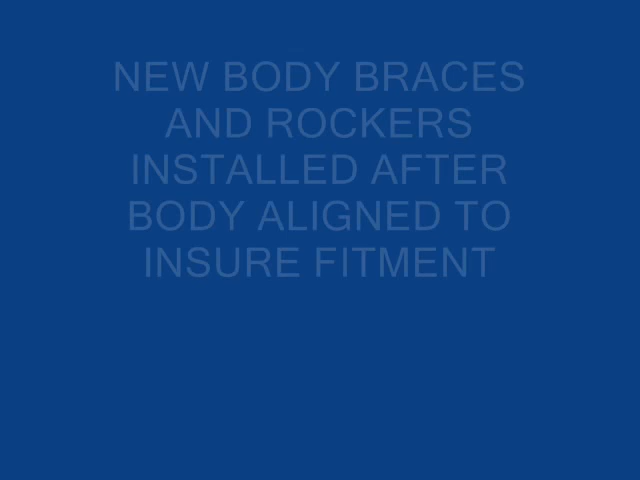 NEW BODY BRACES
AND ROCKERS
INSTALLED AFTER
BODY ALIGNED TO
INSURE FITMENT